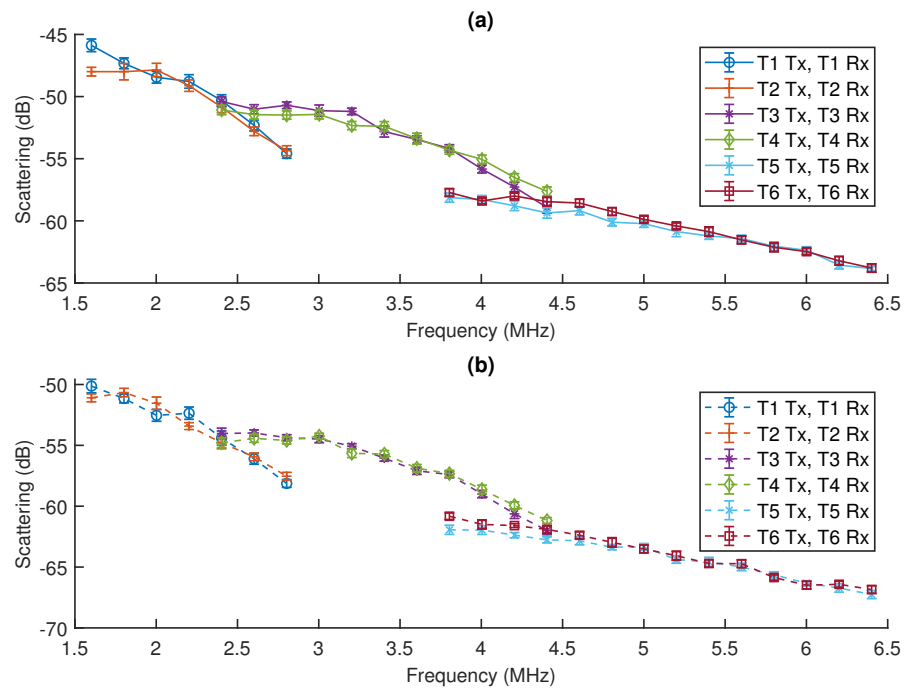 (a)
-45
-50
-55
-60
-65
Scattering (dB)
T1 Tx, T1 Rx
T2 Tx, T2 Rx
T3 Tx, T3 Rx
T4 Tx, T4 Rx
T5 Tx, T5 Rx
T6 Tx, T6 Rx
1.5 2 2.5 3 3.5 4 4.5 5 5.5 6 6.5
Frequency (MHz)
(b)
-50
-55
-60
-65
-70
Scattering (dB)
T1 Tx, T1 Rx
T2 Tx, T2 Rx
T3 Tx, T3 Rx
T4 Tx, T4 Rx
T5 Tx, T5 Rx
T6 Tx, T6 Rx
1.5 2 2.5 3 3.5 4 4.5 5 5.5 6 6.5
Frequency (MHz)